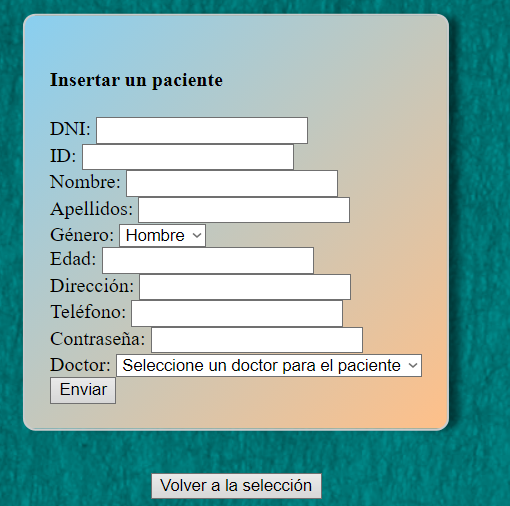 Insertar un paciente
DNI:
ID:
Nombre:
Apellidos:
Género: Hombre
Edad:
Dirección:
Teléfono:
Contraseña:
Doctor: Seleccione un doctor para el paciente
Enviar
Volver a la selección